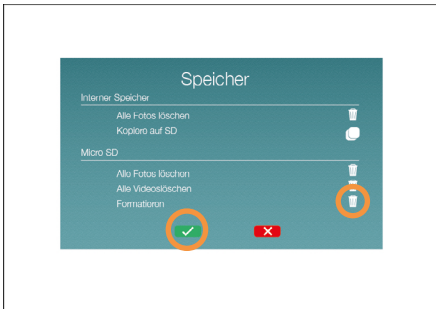 Speicher
Interner Speicher
Alle Fotos löschen
Kopiere auf SD
Micro SD
Alle Fotos löschen
Alle Videoslöschen
Formatieren